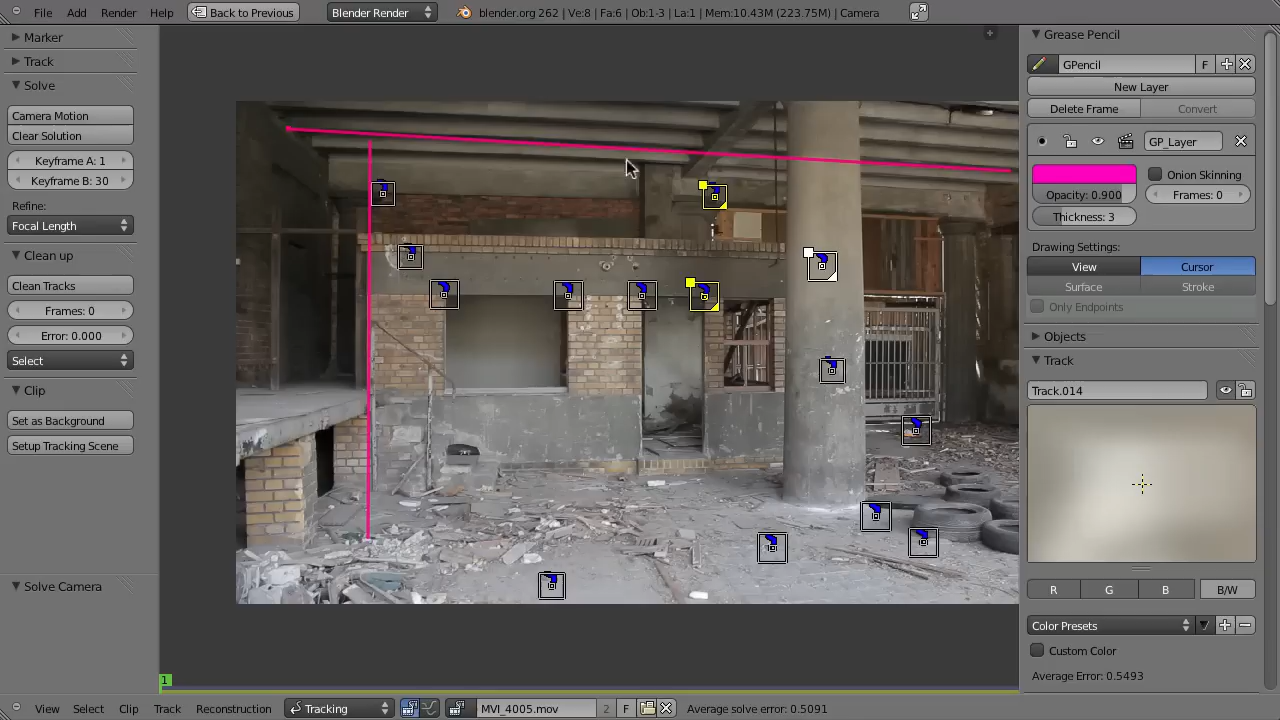 File Add Render Help Back to Previous Blender Render blender.org 262 | Ve:8 | Fa:6 | Ob:1-3 | La:1 | Mem:10.43M (223.75M) | Camera
Marker
Track
Solve
Camera Motion
Clear Solution
Keyframe A: 1
Keyframe B: 30
Refine:
Focal Length
Clean up
Clean Tracks
Frames: 0
Error: 0.000
Select
Clip
Set as Background
Setup Tracking Scene
Solve Camera
1
Grease Pencil
GPencil F
New Layer
Delete Frame Convert
GP_Layer
Onion Skinning
Opacity: 0.900 Frames: 0
Thickness: 3
Drawing Settings:
View Cursor
Surface Stroke
Only Endpoints
Objects
Track
Track.014
R G B B/W
Color Presets
Custom Color
Average Error: 0.5493
View Select Clip Track Reconstruction Tracking MVI_4005.mov 2 F Average solve error: 0.5091